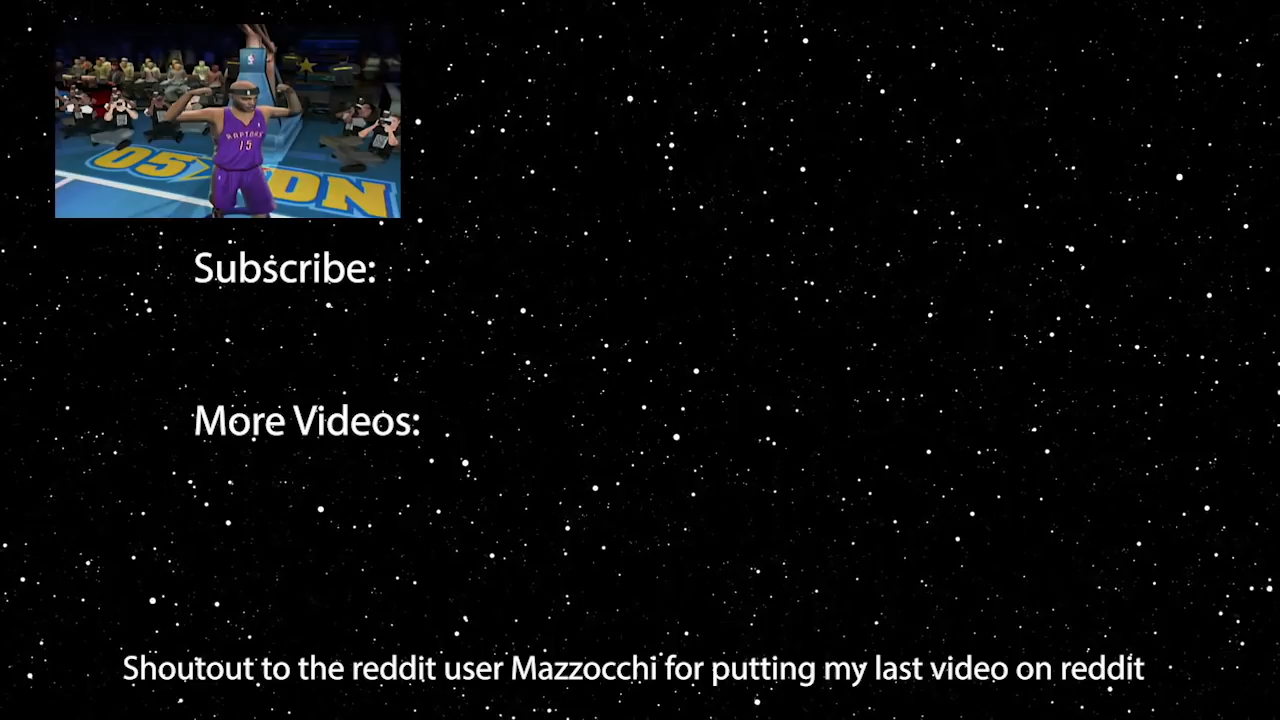 RAPTORS
15
Subscribe:
More Videos:
Shoutout to the reddit user Mazzocchi for putting my last video on reddit